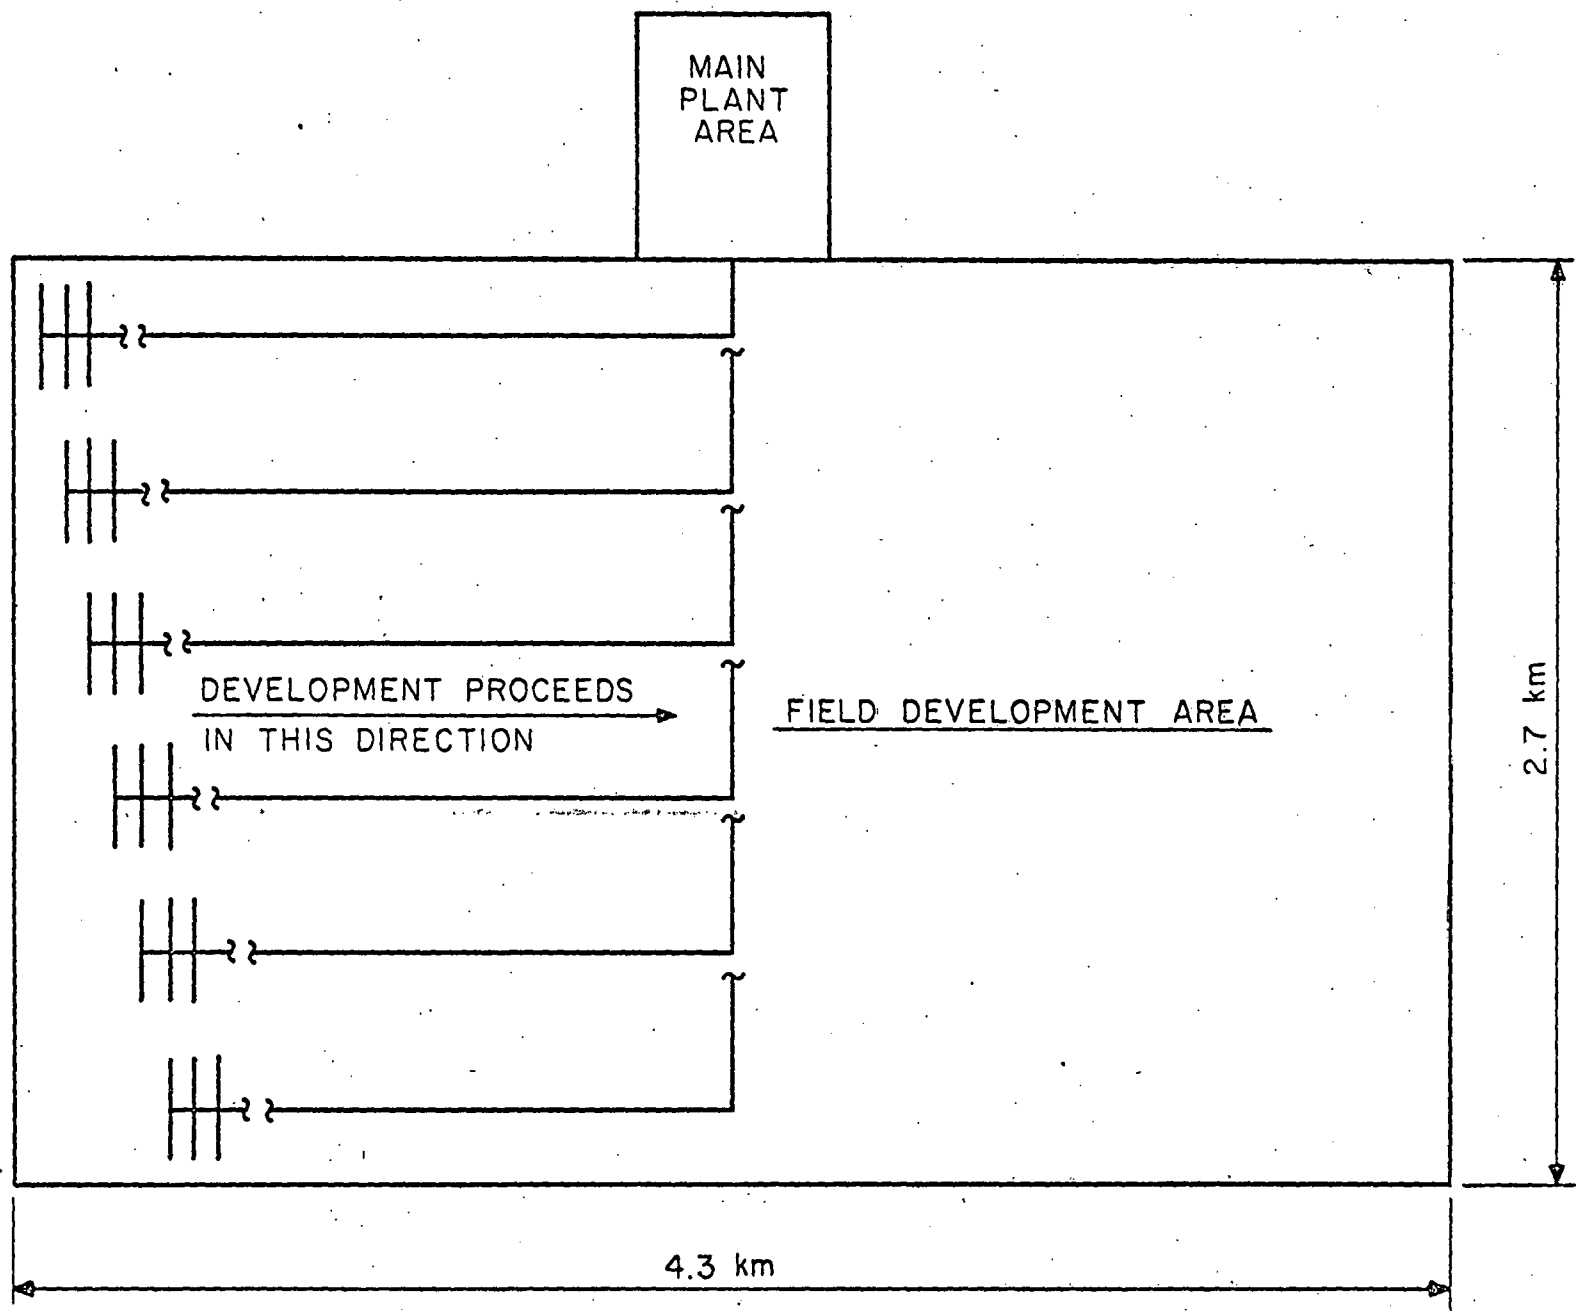 MAIN
PLANT
AREA
DEVELOPMENT PROCEEDS
IN THIS DIRECTION
FIELD DEVELOPMENT AREA
2.7 km
4.3 km